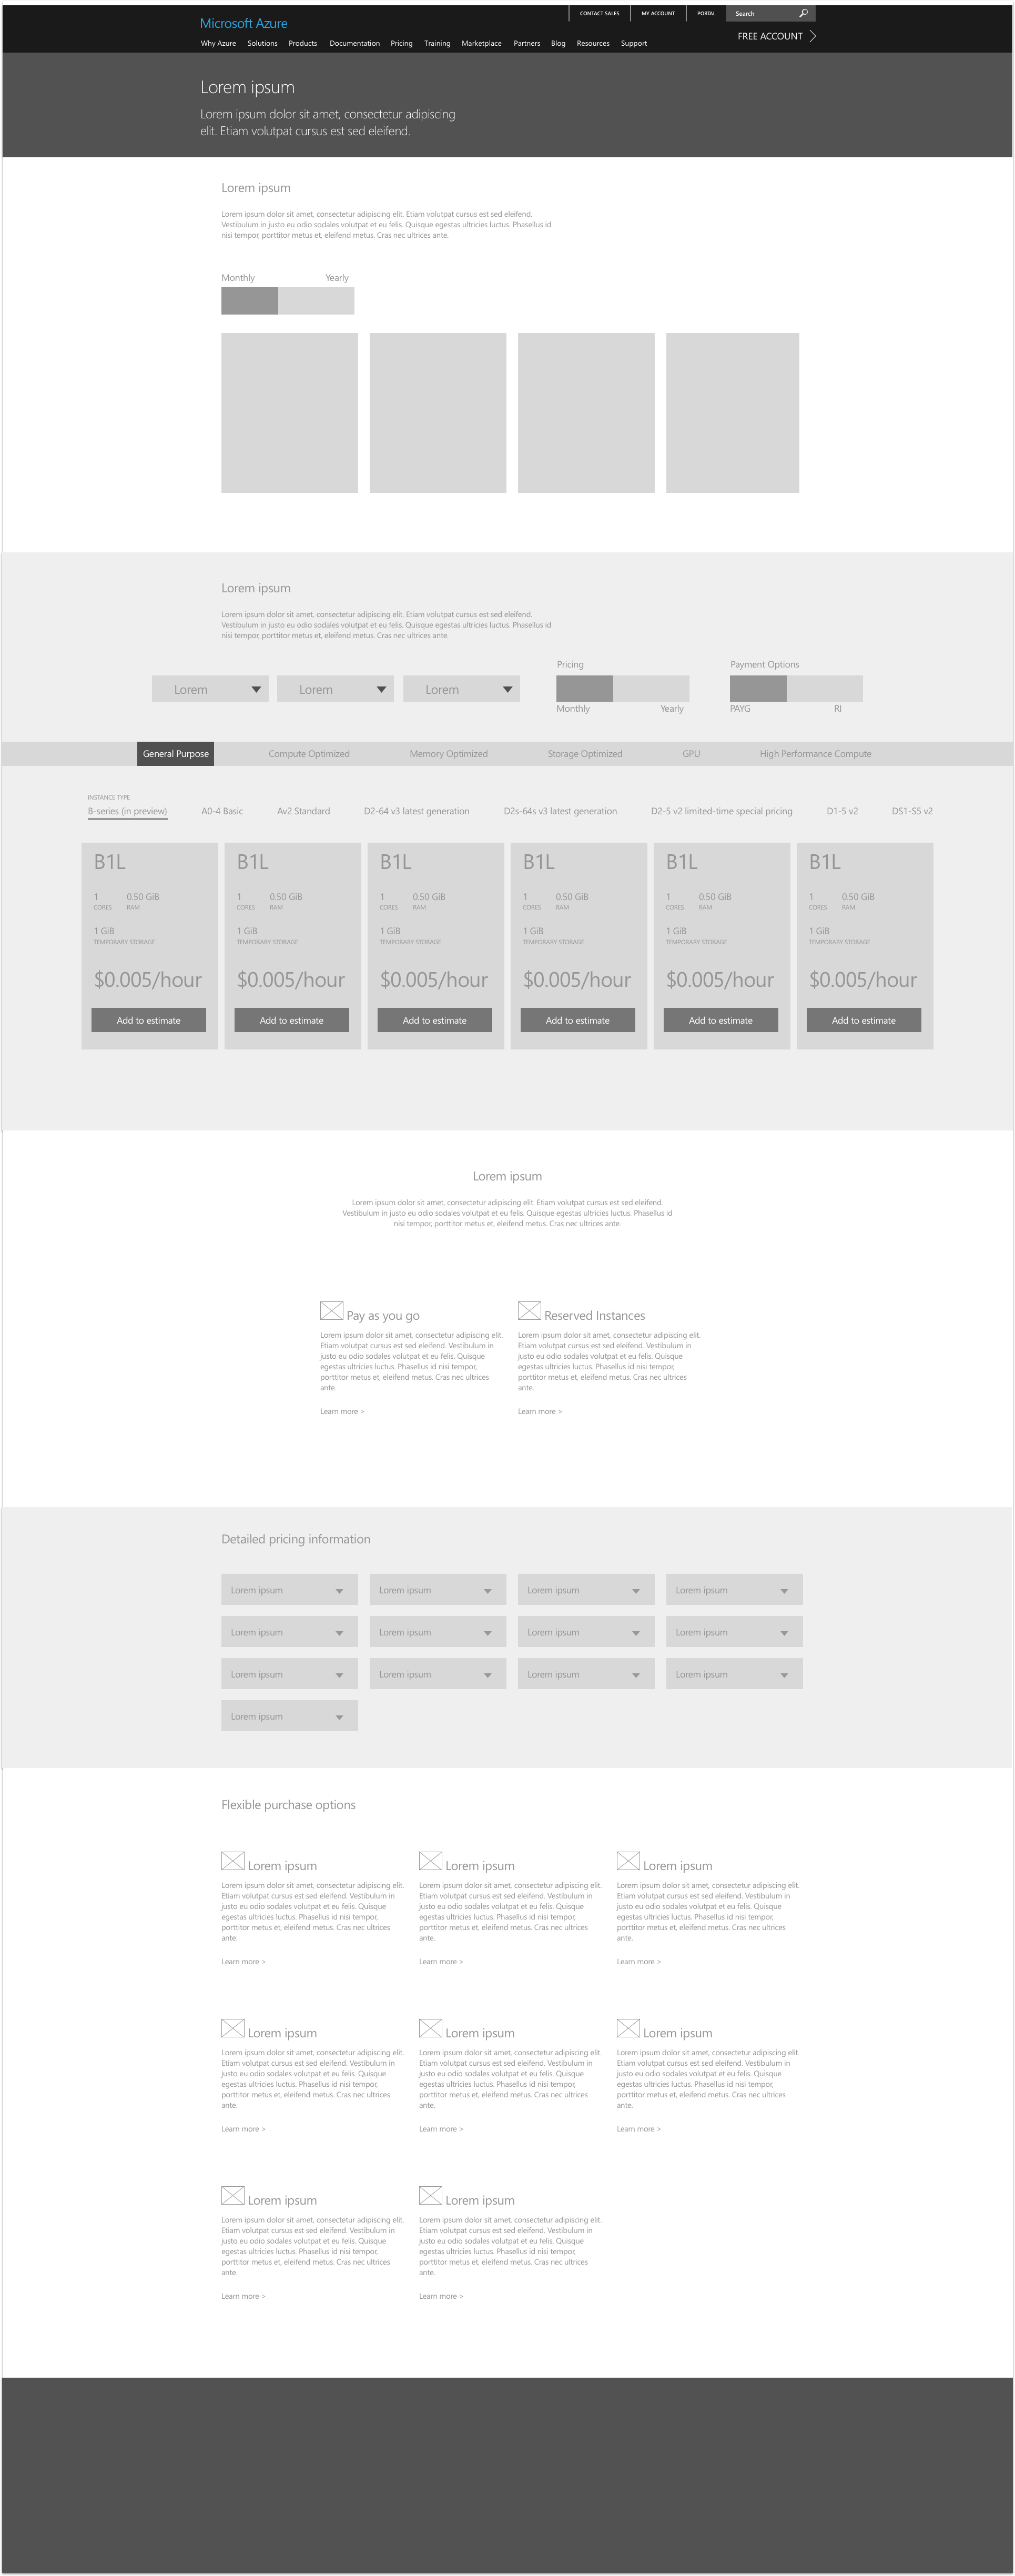 CONTACT SALES MY ACCOUNT PORTAL Search
Microsoft Azure
FREE ACCOUNT
Why Azure Solutions Products Documentation Pricing Training Marketplace Partners Blog Resources Support
Lorem ipsum
Lorem ipsum dolor sit amet, consectetur adipiscing
elit. Etiam volutpat cursus est sed eleifend.
Lorem ipsum
Lorem ipsum dolor sit amet, consectetur adipiscing elit. Etiam volutpat cursus est sed eleifend.
Vestibulum in justo eu odio sodales volutpat et eu felis. Quisque egestas ultricies luctus. Phasellus id
nisi tempor, porttitor metus et, eleifend metus. Cras nec ultrices ante.
Monthly Yearly
Lorem ipsum
Lorem ipsum dolor sit amet, consectetur adipiscing elit. Etiam volutpat cursus est sed eleifend.
Vestibulum in justo eu odio sodales volutpat et eu felis. Quisque egestas ultricies luctus. Phasellus id
nisi tempor, porttitor metus et, eleifend metus. Cras nec ultrices ante.
Pricing Payment Options
Lorem Lorem Lorem
Monthly Yearly PAYG RI
General Purpose Compute Optimized Memory Optimized Storage Optimized GPU High Performance Compute
INSTANCE TYPE
B-series (in preview) A0-4 Basic Av2 Standard D2-64 v3 latest generation D2s-64s v3 latest generation D2-5 v2 limited-time special pricing D1-5 v2 DS1-S5 v2
B1L B1L B1L B1L B1L B1L
1 0.50 GiB 1 0.50 GiB 1 0.50 GiB 1 0.50 GiB 1 0.50 GiB 1 0.50 GiB
CORES RAM CORES RAM CORES RAM CORES RAM CORES RAM CORES RAM
1 GiB 1 GiB 1 GiB 1 GiB 1 GiB 1 GiB
TEMPORARY STORAGE TEMPORARY STORAGE TEMPORARY STORAGE TEMPORARY STORAGE TEMPORARY STORAGE TEMPORARY STORAGE
$0.005/hour $0.005/hour $0.005/hour $0.005/hour $0.005/hour $0.005/hour
Add to estimate Add to estimate Add to estimate Add to estimate Add to estimate Add to estimate
Lorem ipsum
Lorem ipsum dolor sit amet, consectetur adipiscing elit. Etiam volutpat cursus est sed eleifend.
Vestibulum in justo eu odio sodales volutpat et eu felis. Quisque egestas ultricies luctus. Phasellus id
nisi tempor, porttitor metus et, eleifend metus. Cras nec ultrices ante.
Pay as you go
Lorem ipsum dolor sit amet, consectetur adipiscing elit.
Etiam volutpat cursus est sed eleifend. Vestibulum in
justo eu odio sodales volutpat et eu felis. Quisque
egestas ultricies luctus. Phasellus id nisi tempor,
porttitor metus et, eleifend metus. Cras nec ultrices
ante.
Learn more >
Reserved Instances
Lorem ipsum dolor sit amet, consectetur adipiscing elit.
Etiam volutpat cursus est sed eleifend. Vestibulum in
justo eu odio sodales volutpat et eu felis. Quisque
egestas ultricies luctus. Phasellus id nisi tempor,
porttitor metus et, eleifend metus. Cras nec ultrices
ante.
Learn more >
Detailed pricing information
Lorem ipsum Lorem ipsum Lorem ipsum Lorem ipsum
Lorem ipsum Lorem ipsum Lorem ipsum Lorem ipsum
Lorem ipsum Lorem ipsum Lorem ipsum Lorem ipsum
Lorem ipsum
Flexible purchase options
Lorem ipsum
Lorem ipsum dolor sit amet, consectetur adipiscing elit.
Etiam volutpat cursus est sed eleifend. Vestibulum in
justo eu odio sodales volutpat et eu felis. Quisque
egestas ultricies luctus. Phasellus id nisi tempor,
porttitor metus et, eleifend metus. Cras nec ultrices
ante.
Learn more >
Lorem ipsum
Lorem ipsum dolor sit amet, consectetur adipiscing elit.
Etiam volutpat cursus est sed eleifend. Vestibulum in
justo eu odio sodales volutpat et eu felis. Quisque
egestas ultricies luctus. Phasellus id nisi tempor,
porttitor metus et, eleifend metus. Cras nec ultrices
ante.
Learn more >
Lorem ipsum
Lorem ipsum dolor sit amet, consectetur adipiscing elit.
Etiam volutpat cursus est sed eleifend. Vestibulum in
justo eu odio sodales volutpat et eu felis. Quisque
egestas ultricies luctus. Phasellus id nisi tempor,
porttitor metus et, eleifend metus. Cras nec ultrices
ante.
Learn more >
Lorem ipsum
Lorem ipsum dolor sit amet, consectetur adipiscing elit.
Etiam volutpat cursus est sed eleifend. Vestibulum in
justo eu odio sodales volutpat et eu felis. Quisque
egestas ultricies luctus. Phasellus id nisi tempor,
porttitor metus et, eleifend metus. Cras nec ultrices
ante.
Learn more >
Lorem ipsum
Lorem ipsum dolor sit amet, consectetur adipiscing elit.
Etiam volutpat cursus est sed eleifend. Vestibulum in
justo eu odio sodales volutpat et eu felis. Quisque
egestas ultricies luctus. Phasellus id nisi tempor,
porttitor metus et, eleifend metus. Cras nec ultrices
ante.
Learn more >
Lorem ipsum
Lorem ipsum dolor sit amet, consectetur adipiscing elit.
Etiam volutpat cursus est sed eleifend. Vestibulum in
justo eu odio sodales volutpat et eu felis. Quisque
egestas ultricies luctus. Phasellus id nisi tempor,
porttitor metus et, eleifend metus. Cras nec ultrices
ante.
Learn more >
Lorem ipsum
Lorem ipsum dolor sit amet, consectetur adipiscing elit.
Etiam volutpat cursus est sed eleifend. Vestibulum in
justo eu odio sodales volutpat et eu felis. Quisque
egestas ultricies luctus. Phasellus id nisi tempor,
porttitor metus et, eleifend metus. Cras nec ultrices
ante.
Learn more >
Lorem ipsum
Lorem ipsum dolor sit amet, consectetur adipiscing elit.
Etiam volutpat cursus est sed eleifend. Vestibulum in
justo eu odio sodales volutpat et eu felis. Quisque
egestas ultricies luctus. Phasellus id nisi tempor,
porttitor metus et, eleifend metus. Cras nec ultrices
ante.
Learn more >